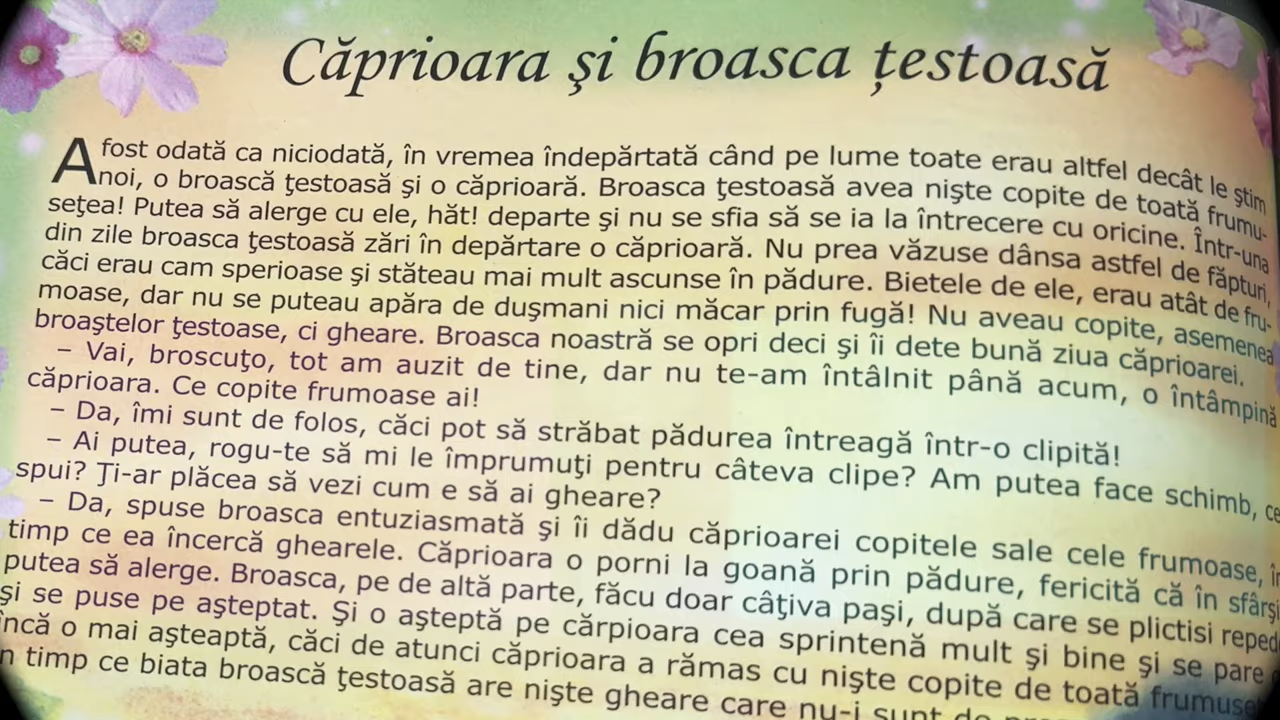 Căprioara şi broasca țestoasă
A fost odată ca niciodată, în vremea îndepărtată când pe lume toate erau altfel decât le ştim
noi, o broască ţestoasă şi o căprioară. Broasca ţestoasă avea nişte copite de toată frumu-
seţea! Putea să alerge cu ele, hăt! departe şi nu se sfia să se ia la întrecere cu oricine. Într-una
din zile broasca ţestoasă zări în depărtare o căprioară. Nu prea văzuse dânsa astfel de făpturi,
căci erau cam sperioase şi stăteau mai mult ascunse în pădure. Bietele de ele, erau atât de fru-
moase, dar nu se puteau apăra de duşmani nici măcar prin fugă! Nu aveau copite, asemenea
broaştelor ţestoase, ci gheare. Broasca noastră se opri deci şi îi dete bună ziua căprioarei.
– Vai, broscuţo, tot am auzit de tine, dar nu te-am întâlnit până acum, o întâmpină
căprioara. Ce copite frumoase ai!
– Da, îmi sunt de folos, căci pot să străbat pădurea întreagă într-o clipită!
– Ai putea, rogu-te să mi le împrumuţi pentru câteva clipe? Am putea face schimb, ce
spui? Ţi-ar plăcea să vezi cum e să ai gheare?
– Da, spuse broasca entuziasmată şi îi dădu căprioarei copitele sale cele frumoase, în
timp ce ea încercă ghearele. Căprioara o porni la goană prin pădure, fericită că în sfârşi
putea să alerge. Broasca, pe de altă parte, făcu doar câţiva paşi, după care se plictisi reped
şi se puse pe aşteptat. Şi o aşteptă pe cărpioara cea sprintenă mult şi bine şi se pare
încă o mai aşteaptă, căci de atunci căprioara a rămas cu nişte copite de toată frumuse
n timp ce biata broască ţestoasă are nişte gheare care nu-i sunt de